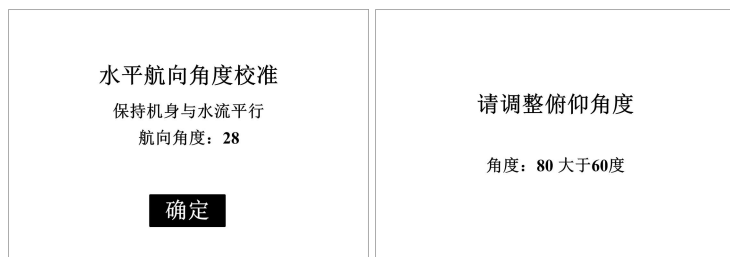 水平航向角度校准
保持机身与水流平行
航向角度：28
确定
请调整俯仰角度
角度：80 大于60度